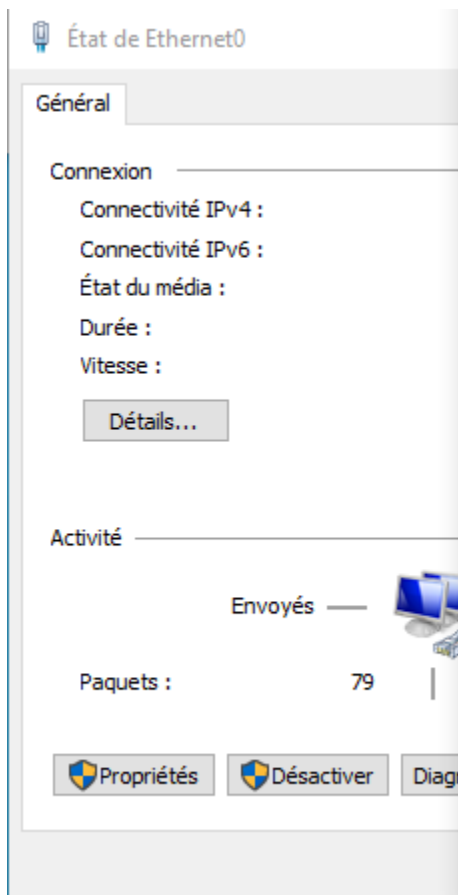 État de Ethernet0
Général
Connexion
Connectivité IPv4 :
Connectivité IPv6 :
État du média :
Durée :
Vitesse :
Détails...
Activité
Envoyés
Paquets : 79
Propriétés Désactiver